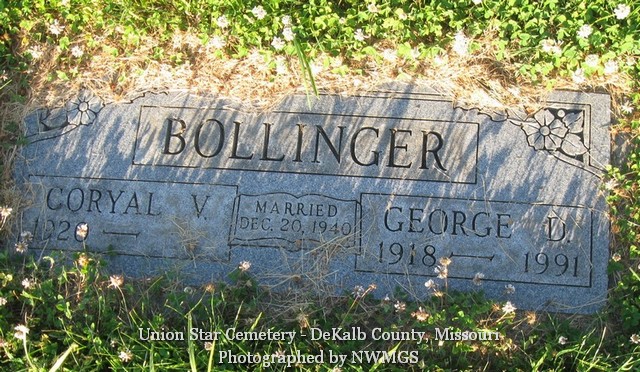 BOLLINGER
CORYAL V.
1920 —
MARRIED
DEC. 20, 1940
GEORGE D.
1918 — 1991
Union Star Cemetery - DeKalb County, Missouri
Photographed by NWMGS